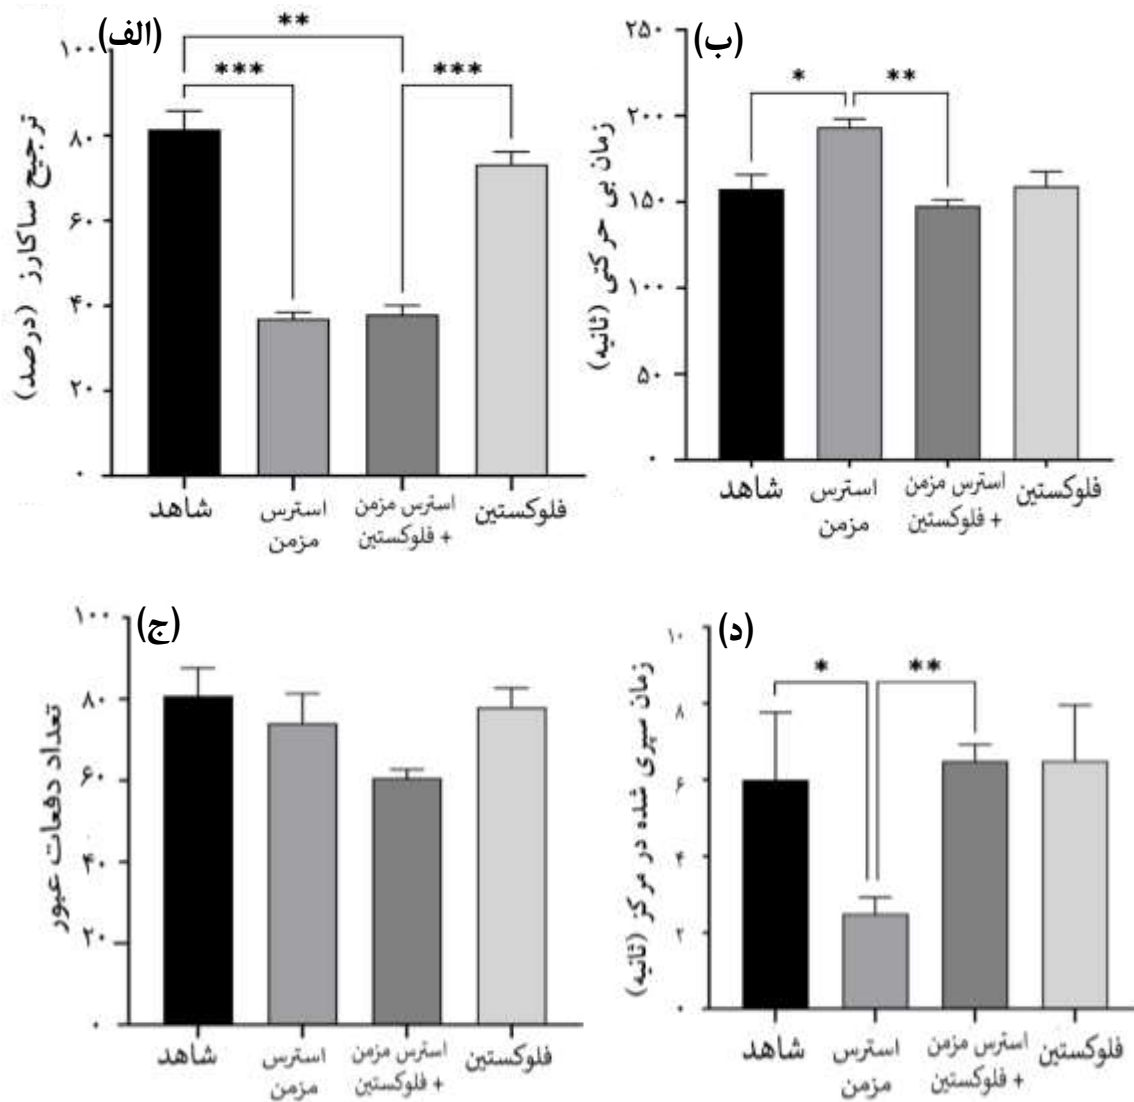 (الف)
**
***
***
ترجیح ساکارز (درصد)
۱۰۰
۸۰
۶۰
۴۰
۲۰
۰
شاهد
استرس
مزمن
استرس مزمن
+ فلوکستین
فلوکستین
(ب)
*
**
زمان بی حرکتی (ثانیه)
۲۵۰
۲۰۰
۱۵۰
۱۰۰
۵۰
۰
شاهد
استرس
مزمن
استرس مزمن
+ فلوکستین
فلوکستین
(ج)
تعداد دفعات عبور
۱۰۰
۸۰
۶۰
۴۰
۲۰
۰
شاهد
استرس
مزمن
استرس مزمن
+ فلوکستین
فلوکستین
(د)
*
**
زمان سپری شده در مرکز (ثانیه)
۱۰
۸
۶
۴
۲
۰
شاهد
استرس
مزمن
استرس مزمن
+ فلوکستین
فلوکستین